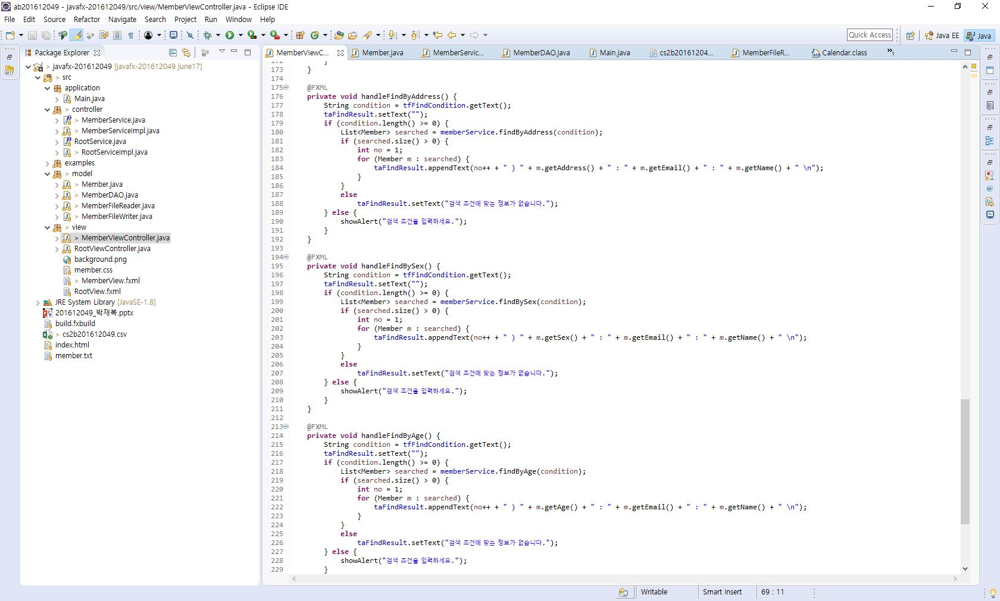 ab201612049 - javafx-201612049/src/view/MemberViewController.java - Eclipse IDE
File Edit Source Refactor Navigate Search Project Run Window Help
Quick Access Java EE Java
Package Explorer
javafx-201612049 [javafx-201612049 june17]
> src
application
Main.java
> controller
> MemberService.java
> MemberServiceImpl.java
RootService.java
> RootServiceImpl.java
examples
> model
> Member.java
> MemberDAO.java
> MemberFileReader.java
> MemberFileWriter.java
> view
> MemberViewController.java
RootViewController.java
background.png
member.css
> MemberView.fxml
RootView.fxml
JRE System Library [JavaSE-1.8]
201612049_박재복.pptx
build.fxbuild
> cs2b201612049.csv
index.html
member.txt
MemberViewC... Member.java MemberServic... MemberDAO.java Main.java cs2b20161204... MemberFileR... Calendar.class »1
172 }
173 }
174
175 @FXML
176 private void handleFindByAddress() {
177 String condition = tfFindCondition.getText();
178 taFindResult.setText("");
179 if (condition.length() >= 0) {
180 List<Member> searched = memberService.findByAddress(condition);
181 if (searched.size() > 0) {
182 int no = 1;
183 for (Member m : searched) {
184 taFindResult.appendText(no++ + " ) " + m.getAddress() + " : " + m.getEmail() + " : " + m.getName() + " \n");
185 }
186 }
187 else
188 taFindResult.setText("검색 조건에 맞는 정보가 없습니다.");
189 } else {
190 showAlert("검색 조건을 입력하세요.");
191 }
192 }
193
194 @FXML
195 private void handleFindBySex() {
196 String condition = tfFindCondition.getText();
197 taFindResult.setText("");
198 if (condition.length() >= 0) {
199 List<Member> searched = memberService.findBySex(condition);
200 if (searched.size() > 0) {
201 int no = 1;
202 for (Member m : searched) {
203 taFindResult.appendText(no++ + " ) " + m.getSex() + " : " + m.getEmail() + " : " + m.getName() + " \n");
204 }
205 }
206 else
207 taFindResult.setText("검색 조건에 맞는 정보가 없습니다.");
208 } else {
209 showAlert("검색 조건을 입력하세요.");
210 }
211 }
212
213 @FXML
214 private void handleFindByAge() {
215 String condition = tfFindCondition.getText();
216 taFindResult.setText("");
217 if (condition.length() >= 0) {
218 List<Member> searched = memberService.findByAge(condition);
219 if (searched.size() > 0) {
220 int no = 1;
221 for (Member m : searched) {
222 taFindResult.appendText(no++ + " ) " + m.getAge() + " : " + m.getEmail() + " : " + m.getName() + " \n");
223 }
224 }
225 else
226 taFindResult.setText("검색 조건에 맞는 정보가 없습니다.");
227 } else {
228 showAlert("검색 조건을 입력하세요.");
229 }
Writable Smart Insert 69 : 11